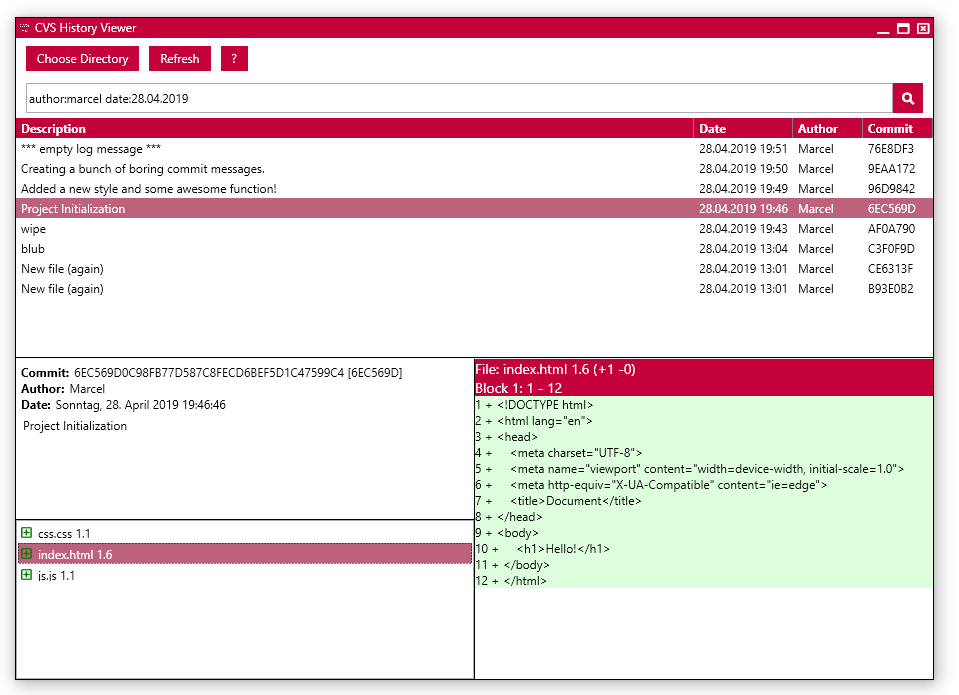 CVS History Viewer
Choose Directory Refresh ?
author:marcel date:28.04.2019
Description Date Author Commit
*** empty log message *** 28.04.2019 19:51 Marcel 76E8DF3
Creating a bunch of boring commit messages. 28.04.2019 19:50 Marcel 9EAA172
Added a new style and some awesome function! 28.04.2019 19:49 Marcel 96D9842
Project Initialization 28.04.2019 19:46 Marcel 6EC569D
wipe 28.04.2019 19:43 Marcel AF0A790
blub 28.04.2019 13:04 Marcel C3F0F9D
New file (again) 28.04.2019 13:01 Marcel CE6313F
New file (again) 28.04.2019 13:01 Marcel B93E0B2
Commit: 6EC569D0C98FB77D587C8FECD6BEF5D1C47599C4 [6EC569D]
Author: Marcel
Date: Sonntag, 28. April 2019 19:46:46
Project Initialization
css.css 1.1
index.html 1.6
js.js 1.1
File: index.html 1.6 (+1 -0)
Block 1: 1 - 12
1 + <!DOCTYPE html>
2 + <html lang="en">
3 + <head>
4 +     <meta charset="UTF-8">
5 +     <meta name="viewport" content="width=device-width, initial-scale=1.0">
6 +     <meta http-equiv="X-UA-Compatible" content="ie=edge">
7 +     <title>Document</title>
8 + </head>
9 + <body>
10 +     <h1>Hello!</h1>
11 + </body>
12 + </html>